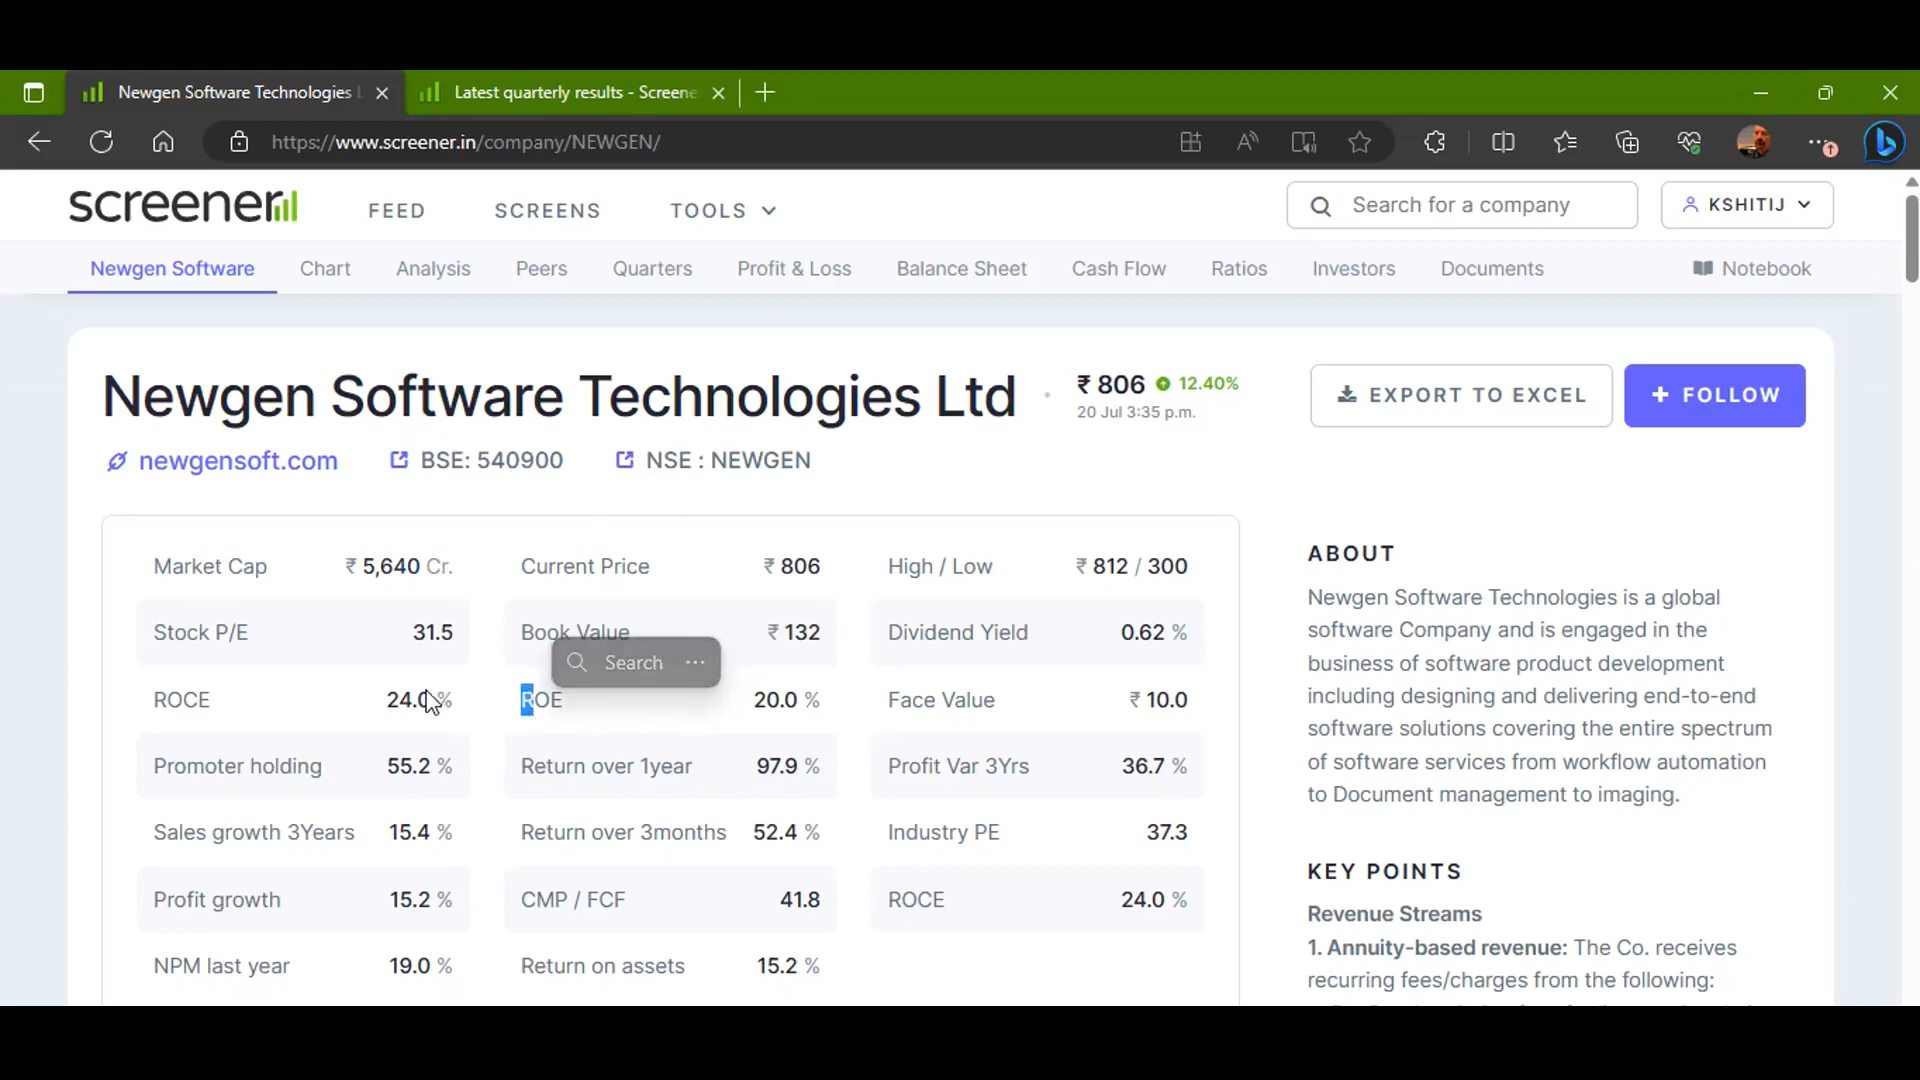 Newgen Software Technologies L
Latest quarterly results - Screene
https://www.screener.in/company/NEWGEN/
screener
FEED
SCREENS
TOOLS
Search for a company
KSHITIJ
Newgen Software
Chart
Analysis
Peers
Quarters
Profit & Loss
Balance Sheet
Cash Flow
Ratios
Investors
Documents
Notebook
Newgen Software Technologies Ltd
₹ 806 12.40%
20 Jul 3:35 p.m.
EXPORT TO EXCEL
+ FOLLOW
newgensoft.com
BSE: 540900
NSE : NEWGEN
Market Cap ₹ 5,640 Cr.
Current Price ₹ 806
High / Low ₹ 812 / 300
Stock P/E 31.5
Book Value ₹ 132
Dividend Yield 0.62 %
Search ...
ROCE 24.0 %
ROE 20.0 %
Face Value ₹ 10.0
Promoter holding 55.2 %
Return over 1year 97.9 %
Profit Var 3Yrs 36.7 %
Sales growth 3Years 15.4 %
Return over 3months 52.4 %
Industry PE 37.3
Profit growth 15.2 %
CMP / FCF 41.8
ROCE 24.0 %
NPM last year 19.0 %
Return on assets 15.2 %
ABOUT
Newgen Software Technologies is a global
software Company and is engaged in the
business of software product development
including designing and delivering end-to-end
software solutions covering the entire spectrum
of software services from workflow automation
to Document management to imaging.
KEY POINTS
Revenue Streams
1. Annuity-based revenue: The Co. receives
recurring fees/charges from the following: